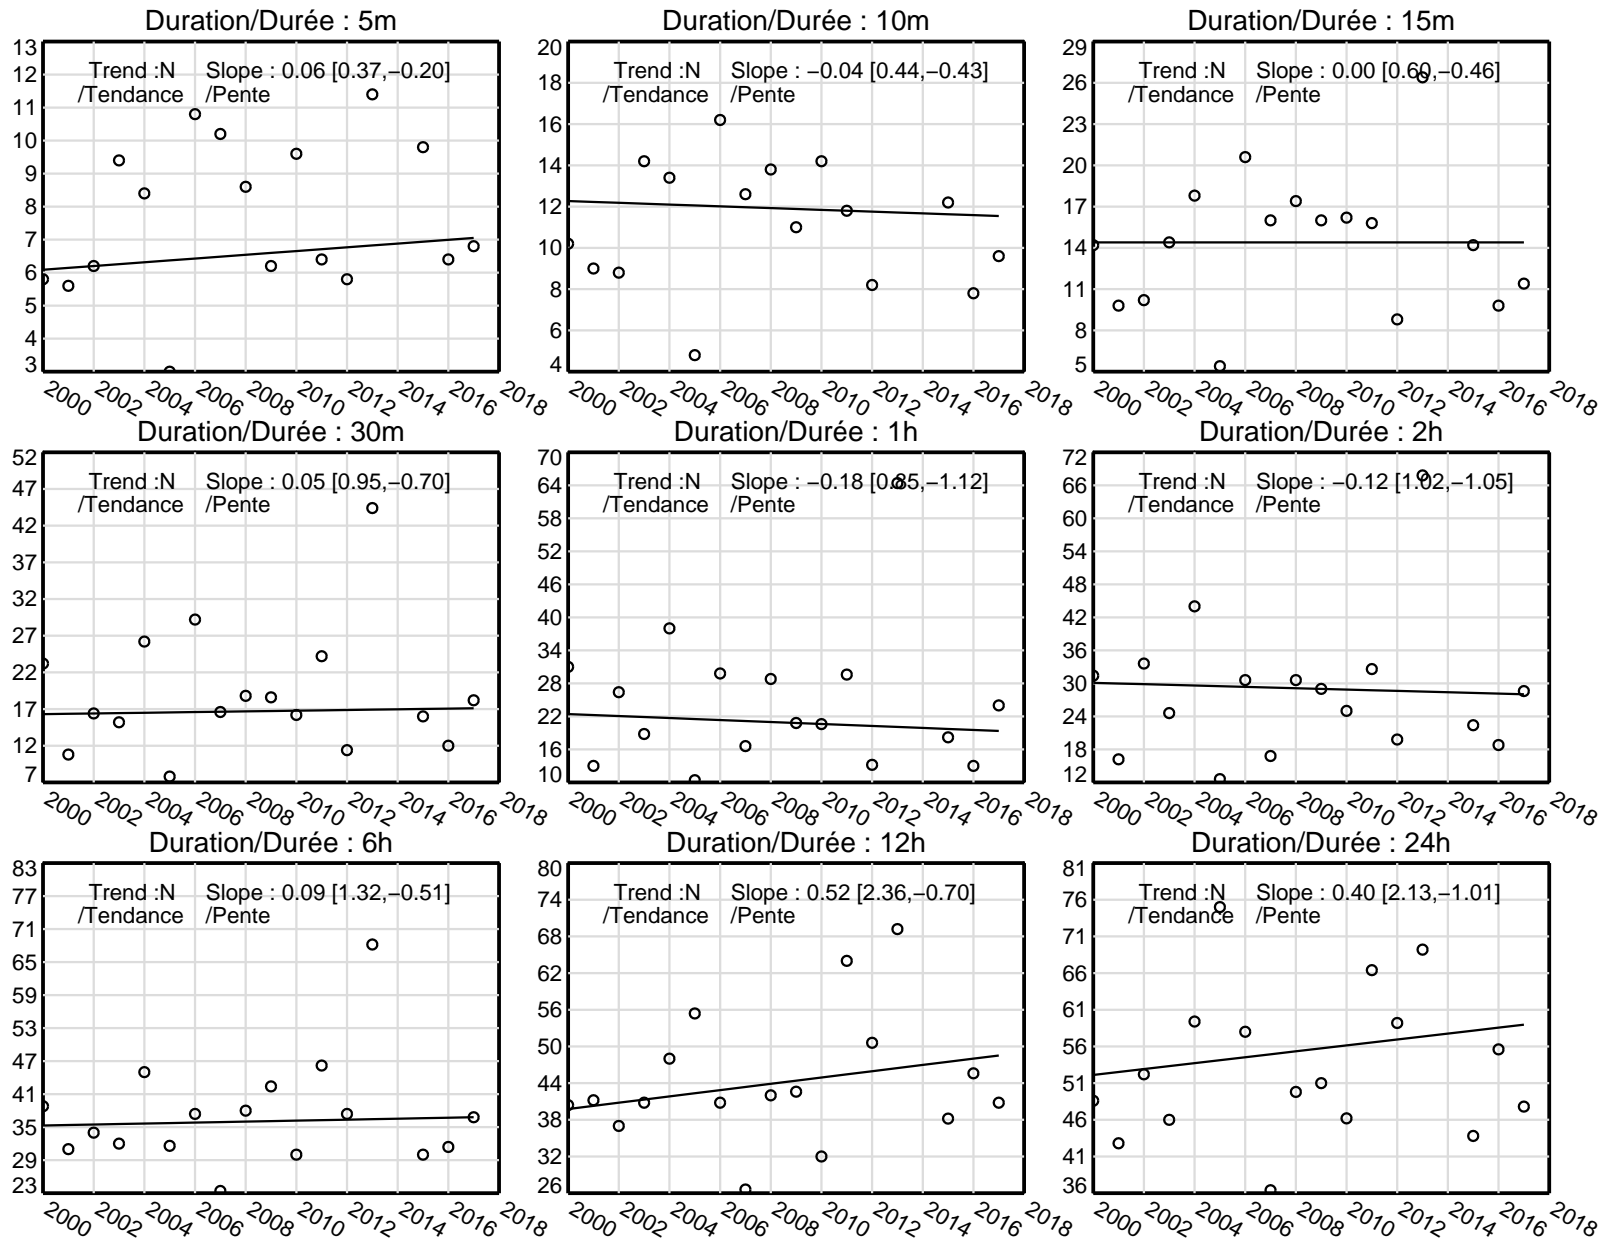 Duration/Durée : 5m
13
12
11
10
9
8
7
6
5
4
3
Trend :N Slope : 0.06 [0.37,−0.20]
/Tendance /Pente
2000 2002 2004 2006 2008 2010 2012 2014 2016 2018
Duration/Durée : 10m
20
18
16
14
12
10
8
6
4
Trend :N Slope : −0.04 [0.44,−0.43]
/Tendance /Pente
2000 2002 2004 2006 2008 2010 2012 2014 2016 2018
Duration/Durée : 15m
29
26
23
20
17
14
11
8
5
Trend :N Slope : 0.00 [0.60,−0.46]
/Tendance /Pente
2000 2002 2004 2006 2008 2010 2012 2014 2016 2018
Duration/Durée : 30m
52
47
42
37
32
27
22
17
12
7
Trend :N Slope : 0.05 [0.95,−0.70]
/Tendance /Pente
2000 2002 2004 2006 2008 2010 2012 2014 2016 2018
Duration/Durée : 1h
70
64
58
52
46
40
34
28
22
16
10
Trend :N Slope : −0.18 [0.85,−1.12]
/Tendance /Pente
2000 2002 2004 2006 2008 2010 2012 2014 2016 2018
Duration/Durée : 2h
72
66
60
54
48
42
36
30
24
18
12
Trend :N Slope : −0.12 [1.02,−1.05]
/Tendance /Pente
2000 2002 2004 2006 2008 2010 2012 2014 2016 2018
Duration/Durée : 6h
83
77
71
65
59
53
47
41
35
29
23
Trend :N Slope : 0.09 [1.32,−0.51]
/Tendance /Pente
2000 2002 2004 2006 2008 2010 2012 2014 2016 2018
Duration/Durée : 12h
80
74
68
62
56
50
44
38
32
26
Trend :N Slope : 0.52 [2.36,−0.70]
/Tendance /Pente
2000 2002 2004 2006 2008 2010 2012 2014 2016 2018
Duration/Durée : 24h
81
76
71
66
61
56
51
46
41
36
Trend :N Slope : 0.40 [2.13,−1.01]
/Tendance /Pente
2000 2002 2004 2006 2008 2010 2012 2014 2016 2018